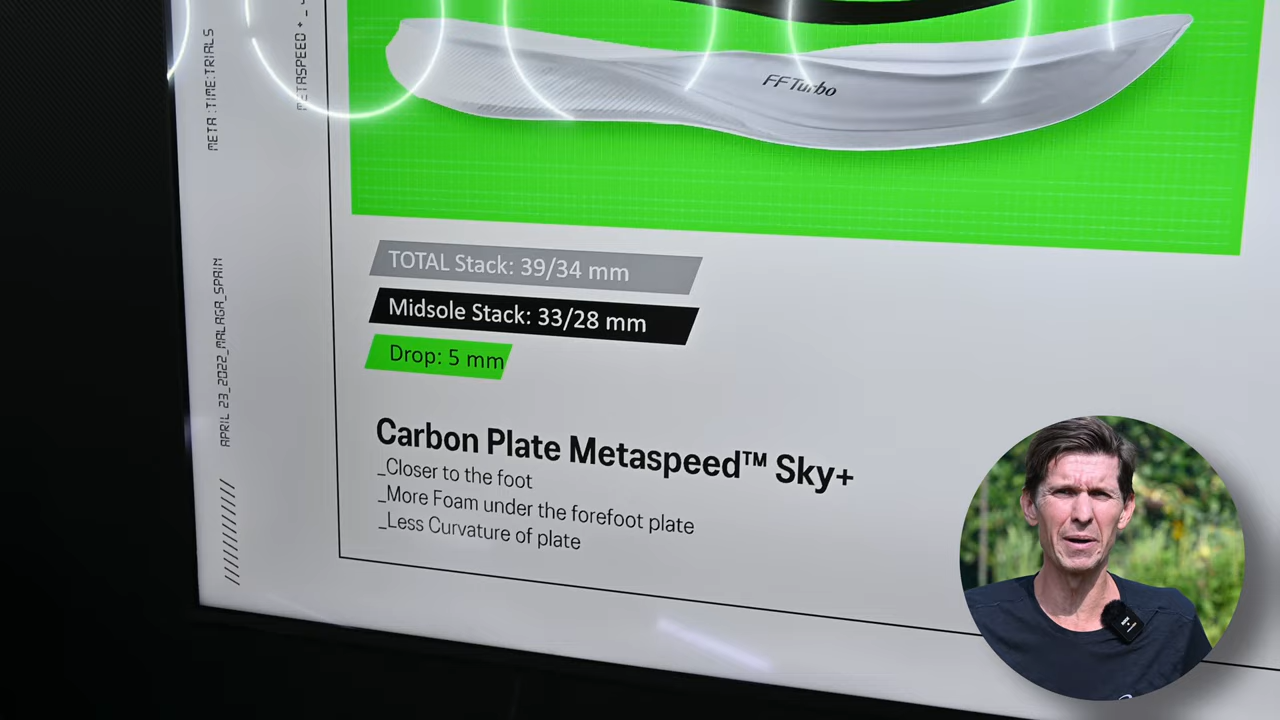 META:TIME:TRIALS
METASPEED +_
APRIL 23_2022_MALAGA_SPAIN
FF Turbo
TOTAL Stack: 39/34 mm
Midsole Stack: 33/28 mm
Drop: 5 mm
Carbon Plate Metaspeed™ Sky+
_Closer to the foot
_More Foam under the forefoot plate
_Less Curvature of plate